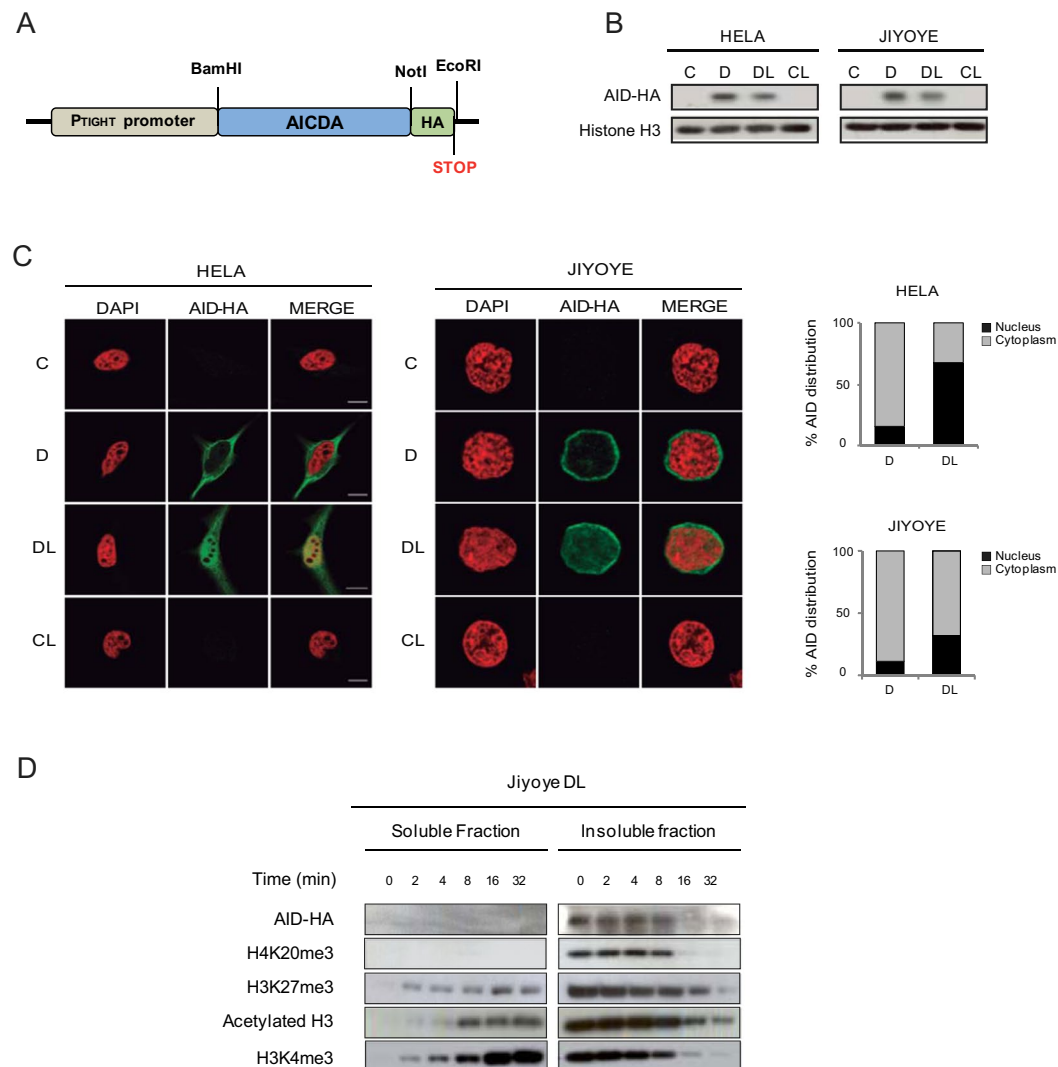 A
BamHI
NotI
EcoRI
PTIGHT promoter
AICDA
HA
STOP
B
HELA
JIYOYE
C D DL CL
C D DL CL
AID-HA
Histone H3
C
HELA
JIYOYE
DAPI AID-HA MERGE
DAPI AID-HA MERGE
C
D
DL
CL
C
D
DL
CL
HELA
100
50
0
% AID distribution
D DL
Nucleus
Cytoplasm
JIYOYE
100
50
0
% AID distribution
D DL
Nucleus
Cytoplasm
D
Jiyoye DL
Soluble Fraction
Insoluble fraction
Time (min) 0 2 4 8 16 32 0 2 4 8 16 32
AID-HA
H4K20me3
H3K27me3
Acetylated H3
H3K4me3